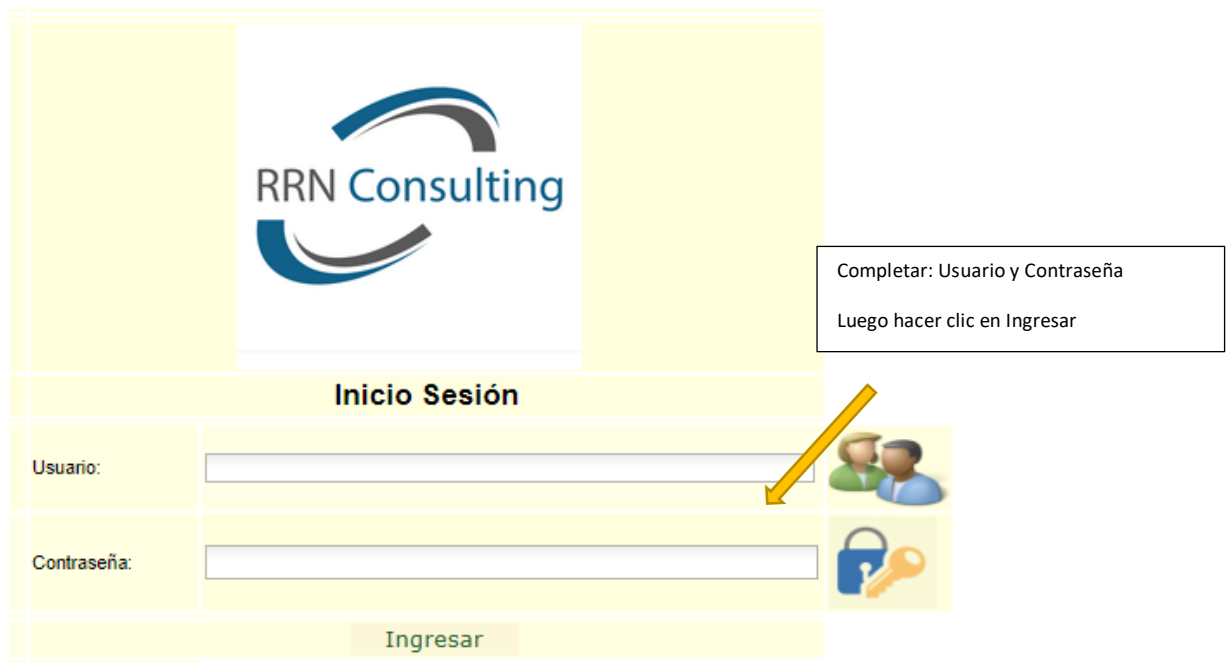 RRN Consulting
Completar: Usuario y Contraseña
Luego hacer clic en Ingresar
Inicio Sesión
Usuario:
Contraseña:
Ingresar